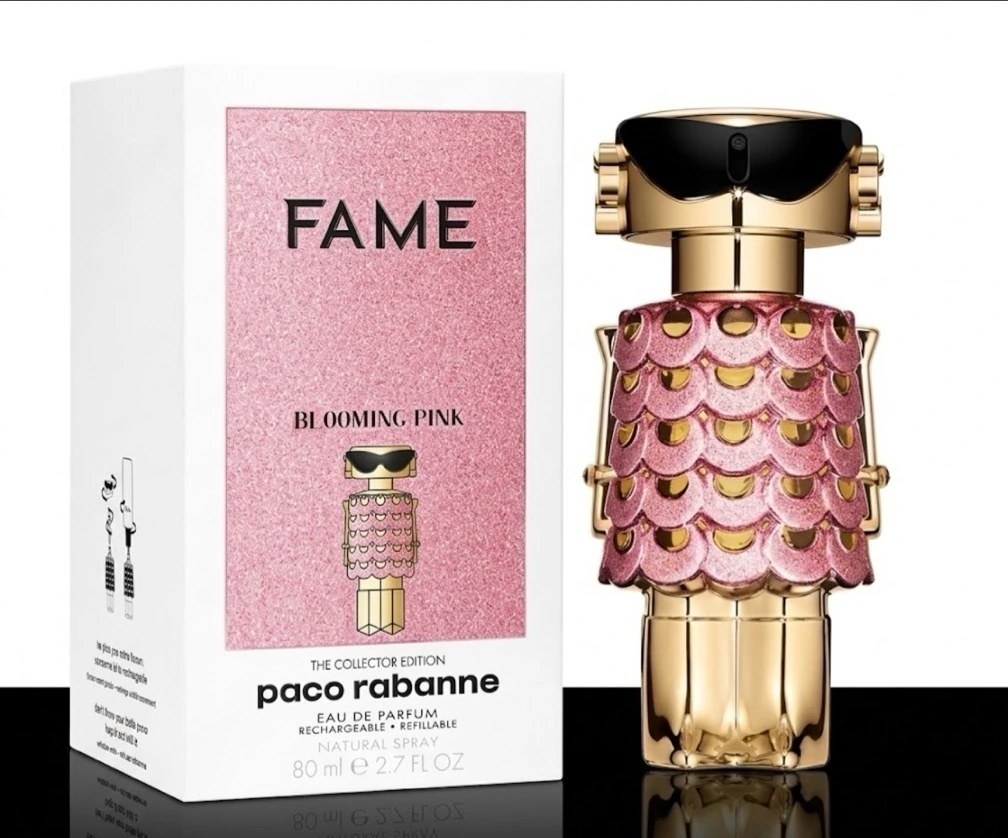 FAME
BLOOMING PINK
THE COLLECTOR EDITION
paco rabanne
EAU DE PARFUM
RECHARGEABLE • REFILLABLE
NATURAL SPRAY
80 ml e 2.7 FL OZ